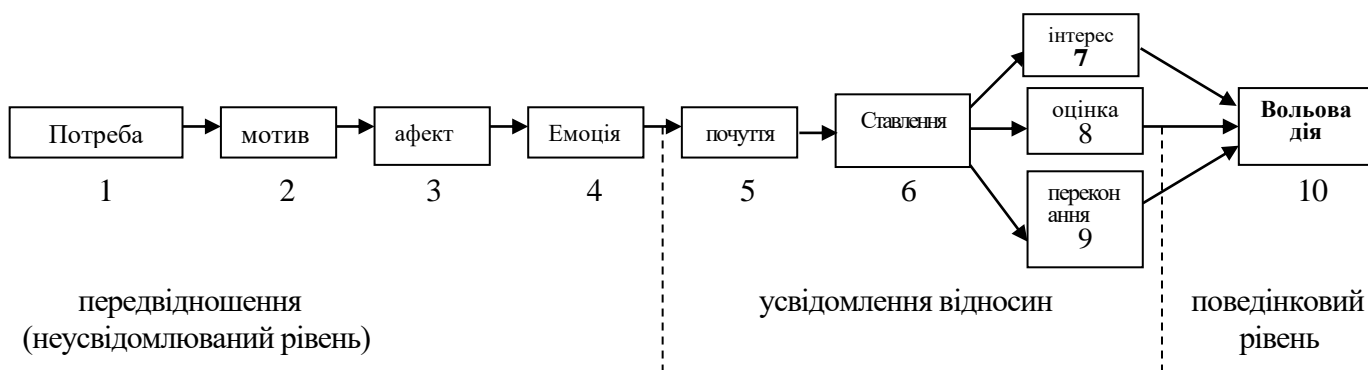 Потреба
1
мотив
2
афект
3
Емоція
4
почуття
5
Ставлення
6
інтерес
7
оцінка
8
перекон
ання
9
Вольова
дія
10
передвідношення
(неусвідомлюваний рівень)
усвідомлення відносин
поведінковий
рівень